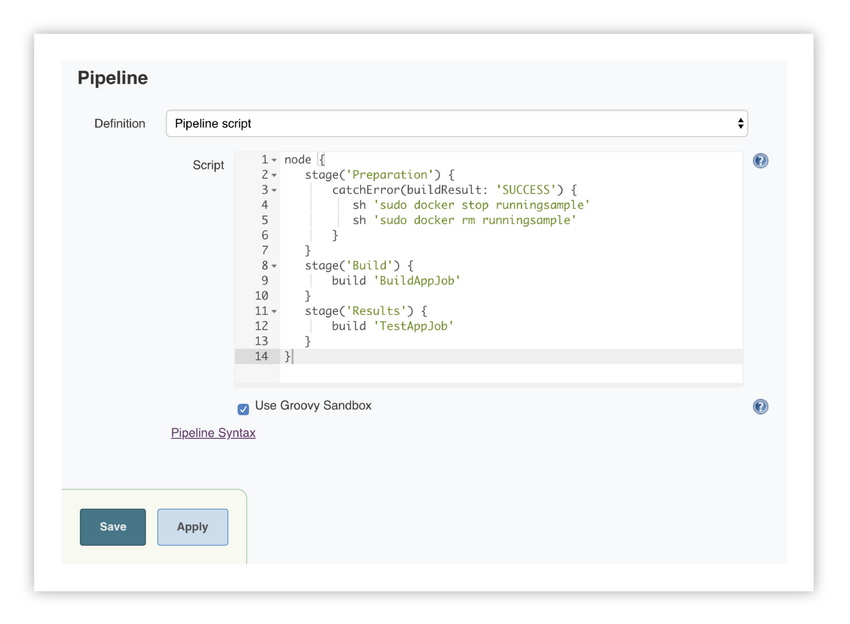 Pipeline
Definition Pipeline script
Script
1 node {
2 stage('Preparation') {
3 catchError(buildResult: 'SUCCESS') {
4 sh 'sudo docker stop runningsample'
5 sh 'sudo docker rm runningsample'
6 }
7 }
8 stage('Build') {
9 build 'BuildAppJob'
10 }
11 stage('Results') {
12 build 'TestAppJob'
13 }
14 }
Use Groovy Sandbox
Pipeline Syntax
Save Apply